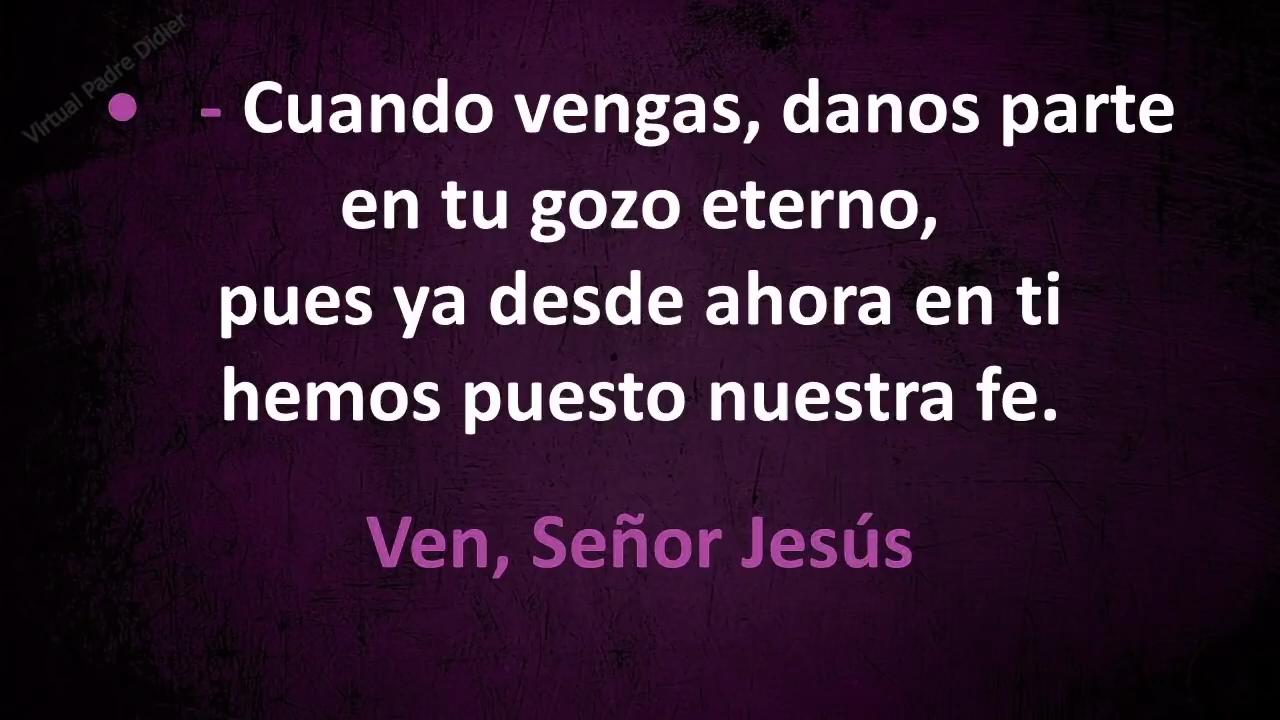 Virtual Padre Didier
• - Cuando vengas, danos parte
en tu gozo eterno,
pues ya desde ahora en ti
hemos puesto nuestra fe.
Ven, Señor Jesús